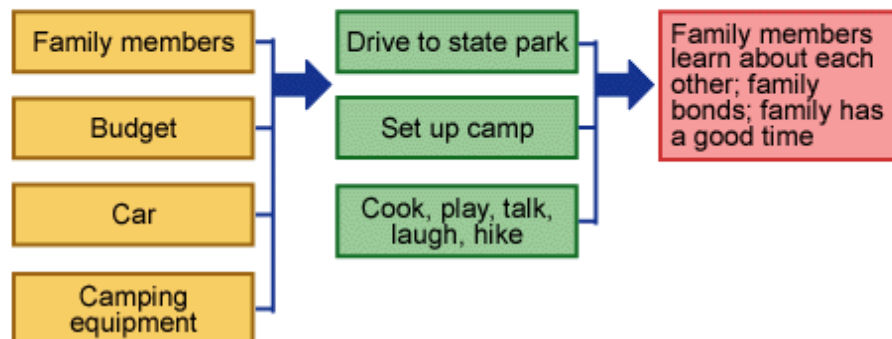 Family members
Budget
Car
Camping
equipment
Drive to state park
Set up camp
Cook, play, talk,
laugh, hike
Family members
learn about each
other; family
bonds; family has
a good time